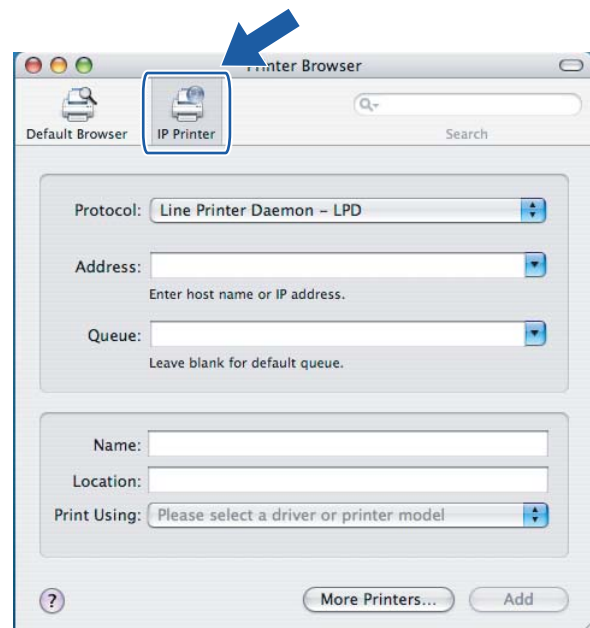 Printer Browser
Default Browser
IP Printer
Search
Protocol: Line Printer Daemon – LPD
Address:
Enter host name or IP address.
Queue:
Leave blank for default queue.
Name:
Location:
Print Using: Please select a driver or printer model
? More Printers... Add